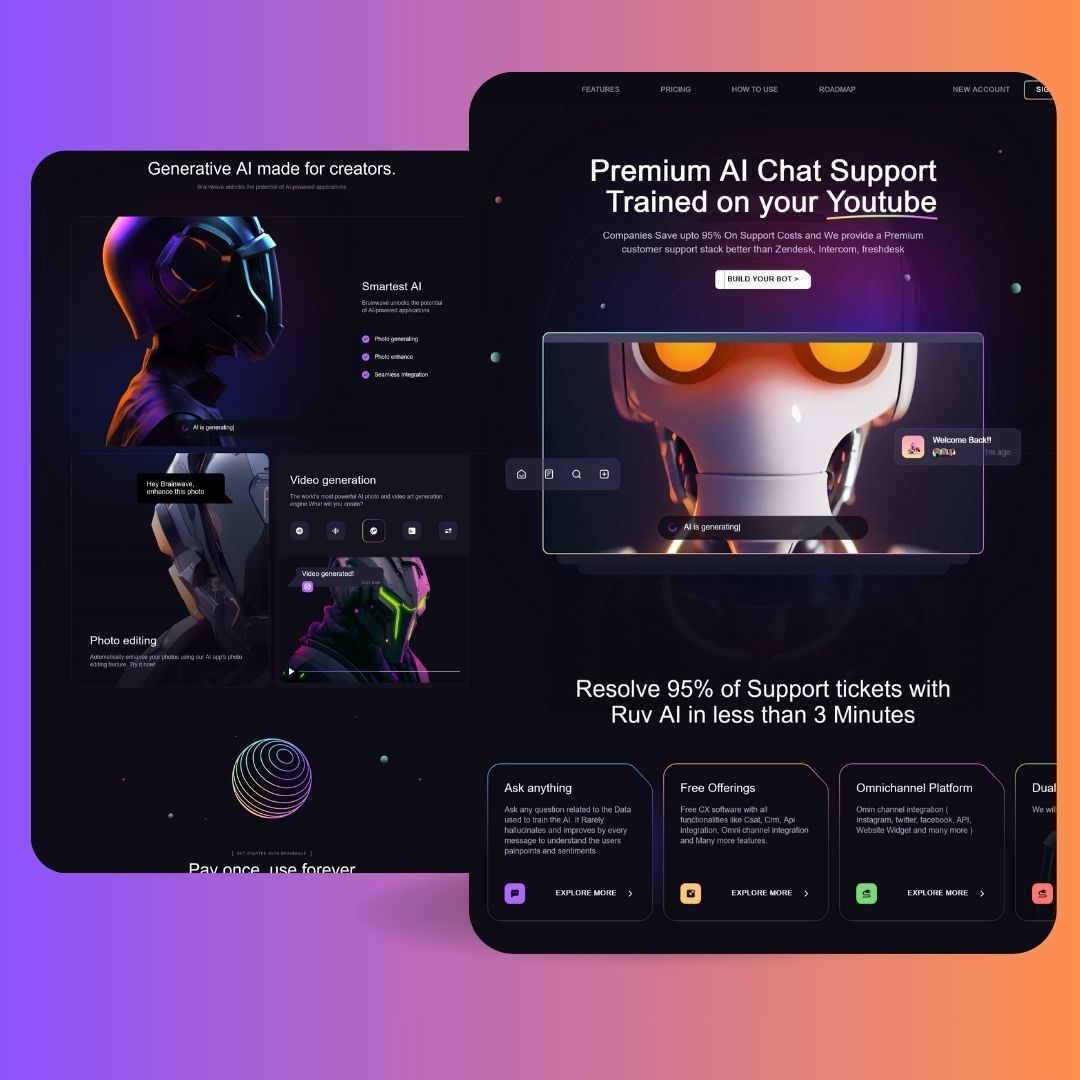 Generative AI made for creators.
Brainwave unlocks the potential of AI-powered applications
Smartest AI
Brainwave unlocks the potential
of AI-powered applications
Photo generating
Photo enhance
Seamless Integration
AI is generating|
Hey Brainwave,
enhance this photo
Photo editing
Automatically enhance your photos using our AI app's photo
editing feature. Try it now!
Video generation
The world's most powerful AI photo and video art generation
engine.What will you create?
Video generated!
JUST NOW
[ GET STARTED WITH BRAINWAVE ]
Pay once, use forever
FEATURES PRICING HOW TO USE ROADMAP NEW ACCOUNT SIG
Premium AI Chat Support
Trained on your Youtube
Companies Save upto 95% On Support Costs and We provide a Premium
customer support stack better than Zendesk, Intercom, freshdesk
BUILD YOUR BOT >
Welcome Back!!
1m ago
AI is generating|
Resolve 95% of Support tickets with
Ruv AI in less than 3 Minutes
Ask anything
Ask any question related to the Data
used to train the AI. It Rarely
hallucinates and improves by every
message to understand the users
painpoints and sentiments
EXPLORE MORE
Free Offerings
Free CX software with all
functionalities like Csat, Crm, Api
integration, Omni channel integration
and Many more features.
EXPLORE MORE
Omnichannel Platform
Omin channel integration (
Instagram, twitter, facebook, API,
Website Widget and many more )
EXPLORE MORE
Dual
We will